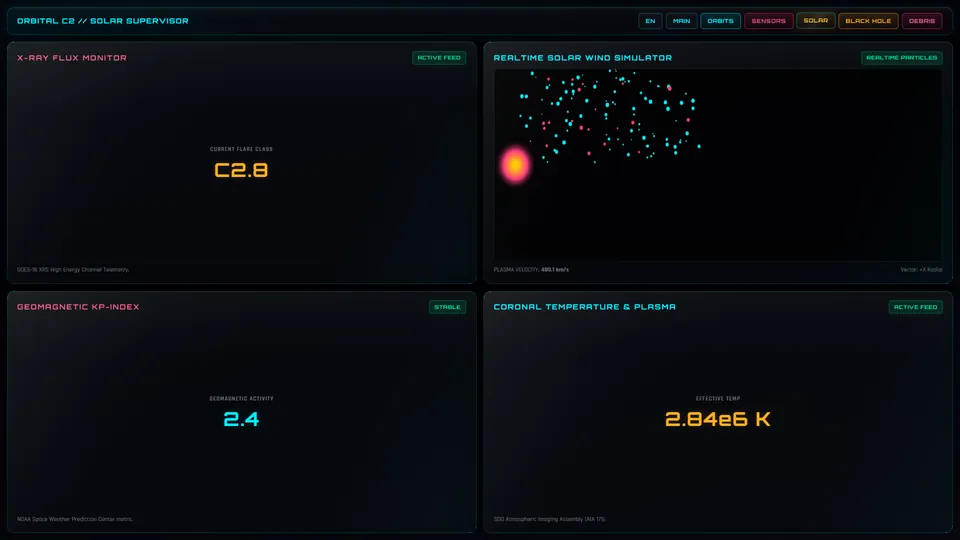 ORBITAL C2 // SOLAR SUPERVISOR
EN
MAIN
ORBITS
SENSORS
SOLAR
BLACK HOLE
DEBRIS
X-RAY FLUX MONITOR
ACTIVE FEED
CURRENT FLARE CLASS
C2.8
GOES-16 XRS High Energy Channel Telemetry.
REALTIME SOLAR WIND SIMULATOR
REALTIME PARTICLES
PLASMA VELOCITY: 480.1 km/s
Vector: +X Radial
GEOMAGNETIC KP-INDEX
STABLE
GEOMAGNETIC ACTIVITY
2.4
NOAA Space Weather Prediction Center metric.
CORONAL TEMPERATURE & PLASMA
ACTIVE FEED
EFFECTIVE TEMP
2.84e6 K
SDO Atmospheric Imaging Assembly (AIA 171).